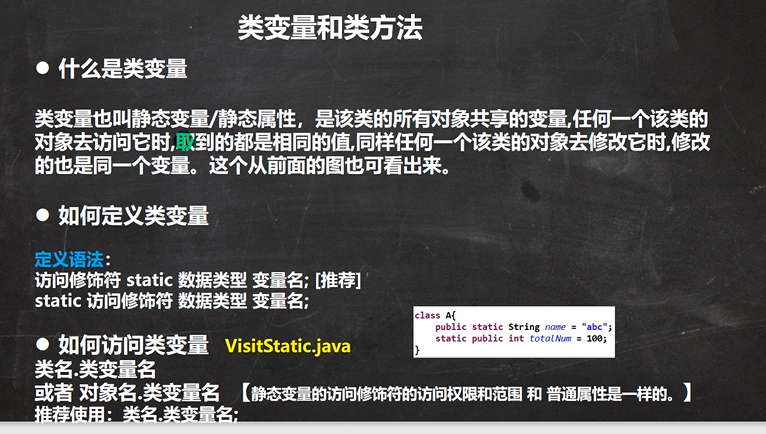 类变量和类方法
● 什么是类变量
类变量也叫静态变量/静态属性，是该类的所有对象共享的变量,任何一个该类的
对象去访问它时,取到的都是相同的值,同样任何一个该类的对象去修改它时,修改
的也是同一个变量。这个从前面的图也可看出来。
● 如何定义类变量
定义语法：
访问修饰符 static 数据类型 变量名; [推荐]
static 访问修饰符 数据类型 变量名;
class A{
public static String name = "abc";
static public int totalNum = 100;
}
● 如何访问类变量 VisitStatic.java
类名.类变量名
或者 对象名.类变量名 【静态变量的访问修饰符的访问权限和范围 和 普通属性是一样的。】
推荐使用：类名.类变量名;